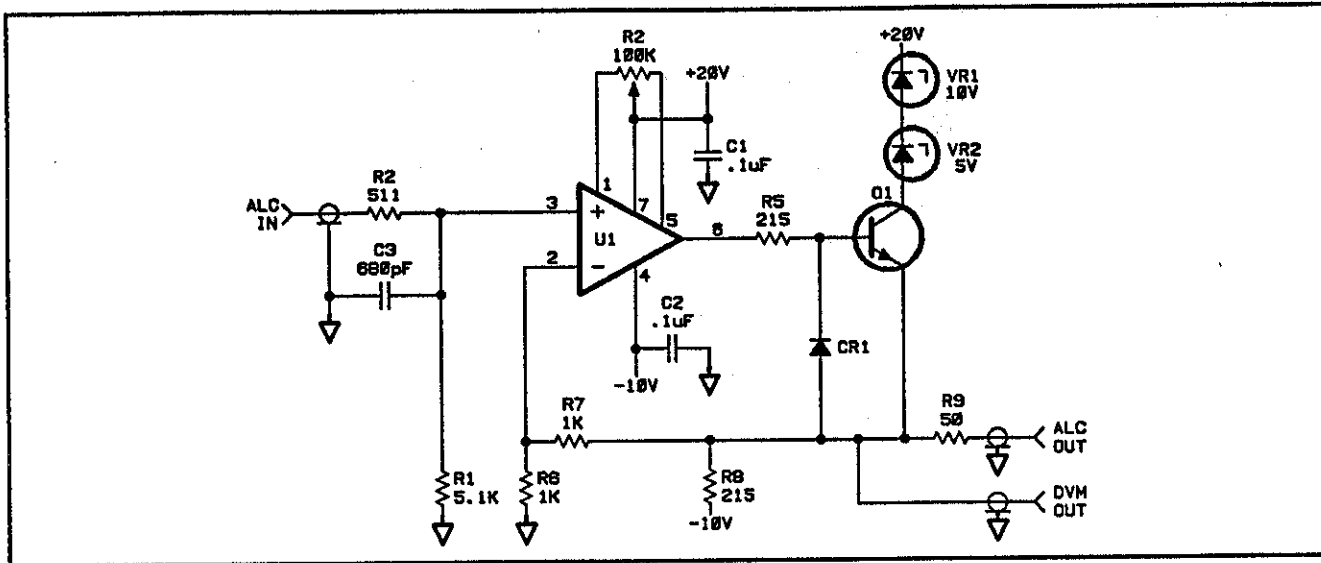 R2
100K
+20V
+20V
VR1
10V
VR2
5V
C1
.1uF
Q1
ALC
IN
R2
511
C3
680pF
1
3
+
7
5
U1
2
-
4
6
R5
215
C2
.1uF
-10V
CR1
R7
1K
R9
50
ALC
OUT
R1
5.1K
R6
1K
R8
215
-10V
DVM
OUT